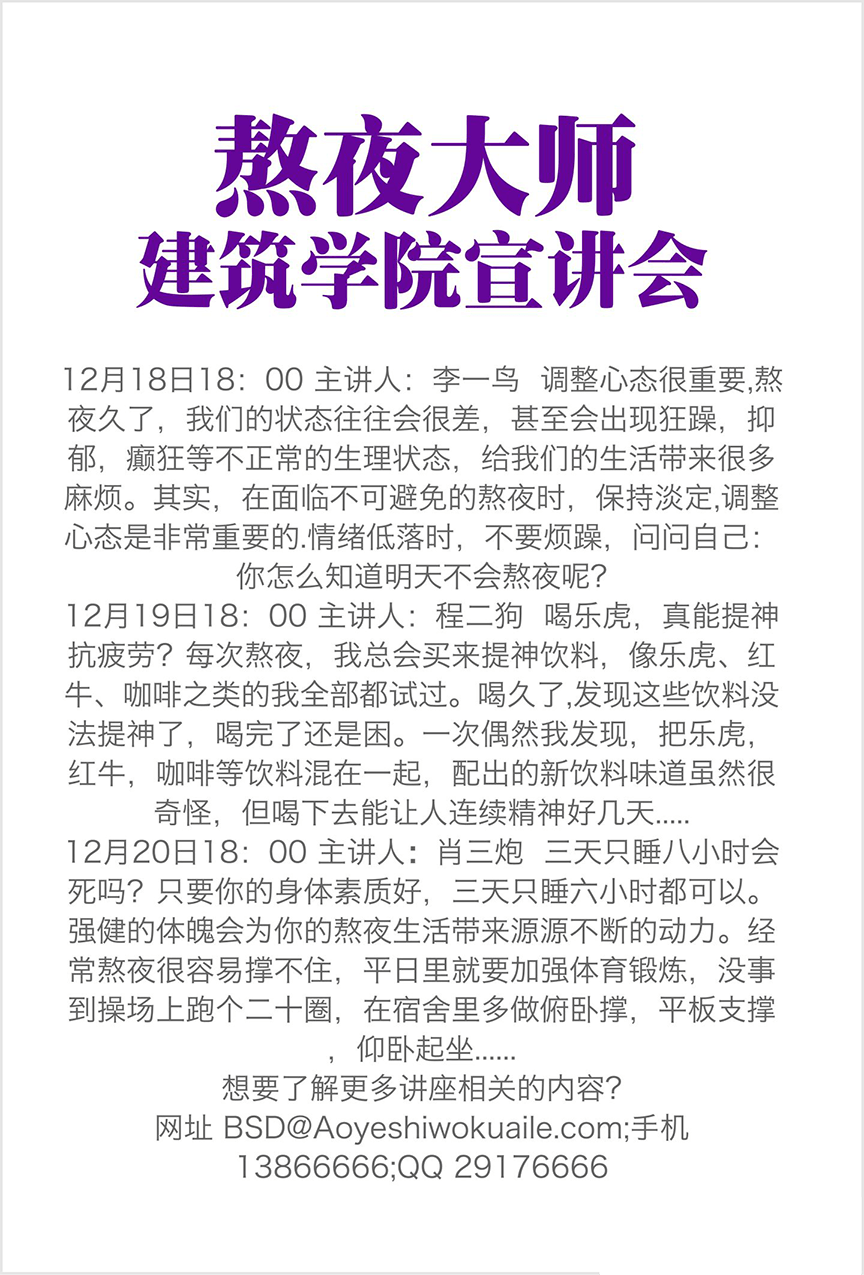 熬夜大师
建筑学院宣讲会
12月18日18：00 主讲人：李一鸟  调整心态很重要,熬
夜久了，我们的状态往往会很差，甚至会出现狂躁，抑
郁，癫狂等不正常的生理状态，给我们的生活带来很多
麻烦。其实，在面临不可避免的熬夜时，保持淡定,调整
心态是非常重要的.情绪低落时，不要烦躁，问问自己：
你怎么知道明天不会熬夜呢？
12月19日18：00 主讲人：程二狗  喝乐虎，真能提神
抗疲劳？每次熬夜，我总会买来提神饮料，像乐虎、红
牛、咖啡之类的我全部都试过。喝久了,发现这些饮料没
法提神了，喝完了还是困。一次偶然我发现，把乐虎，
红牛，咖啡等饮料混在一起，配出的新饮料味道虽然很
奇怪，但喝下去能让人连续精神好几天.....
12月20日18：00 主讲人：肖三炮  三天只睡八小时会
死吗？只要你的身体素质好，三天只睡六小时都可以。
强健的体魄会为你的熬夜生活带来源源不断的动力。经
常熬夜很容易撑不住，平日里就要加强体育锻炼，没事
到操场上跑个二十圈，在宿舍里多做俯卧撑，平板支撑
，仰卧起坐......
想要了解更多讲座相关的内容？
网址 BSD@Aoyeshiwokuaile.com;手机
13866666;QQ 29176666